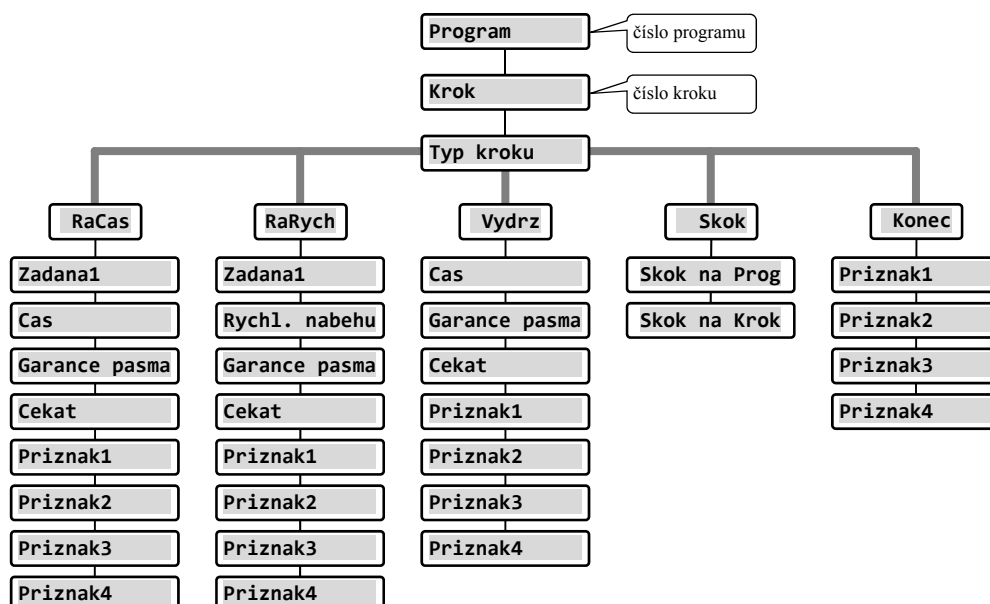 Program
číslo programu
Krok
číslo kroku
Typ kroku
RaCas
RaRych
Vydrz
Skok
Konec
Zadana1
Cas
Garance pasma
Cekat
Priznak1
Priznak2
Priznak3
Priznak4
Zadana1
Rychl. nabehu
Garance pasma
Cekat
Priznak1
Priznak2
Priznak3
Priznak4
Cas
Garance pasma
Cekat
Priznak1
Priznak2
Priznak3
Priznak4
Skok na Prog
Skok na Krok
Priznak1
Priznak2
Priznak3
Priznak4